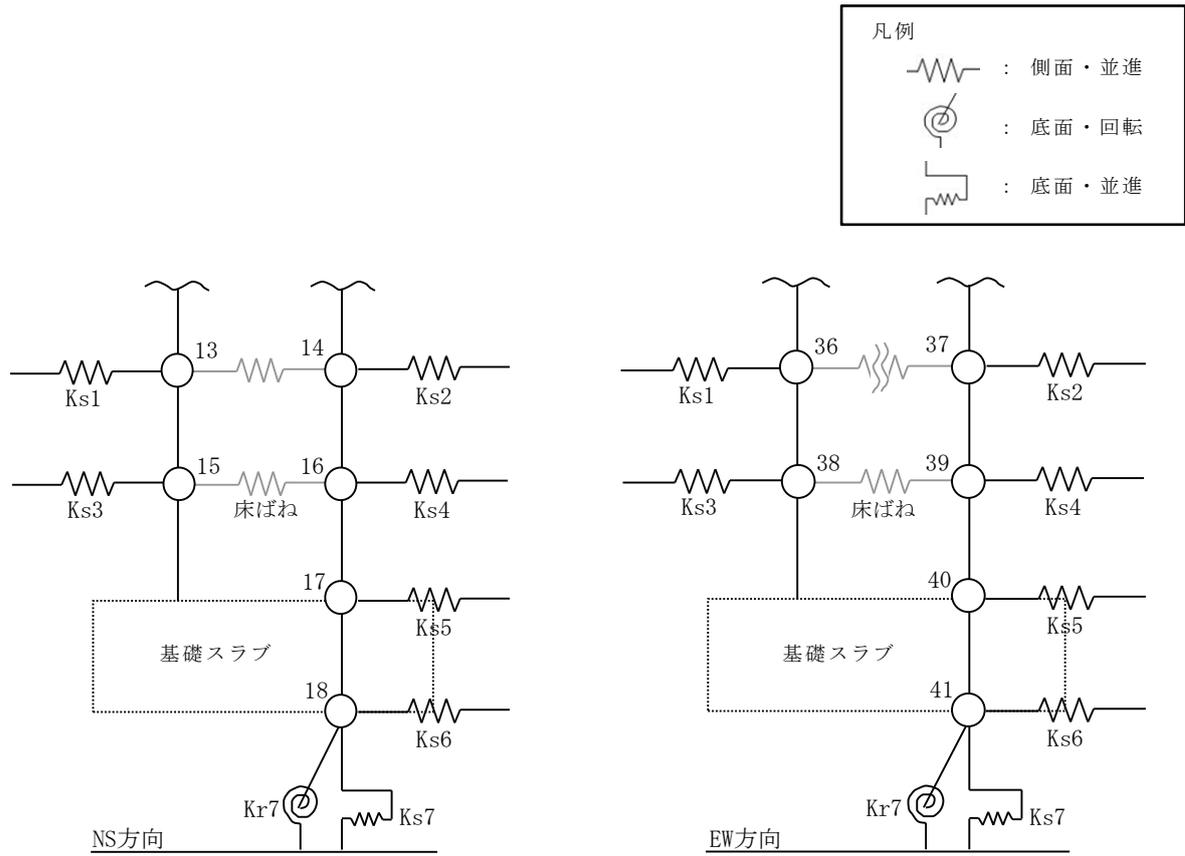 凡例
： 側面・並進
： 底面・回転
： 底面・並進
13
14
Ks1
Ks2
15
16
Ks3
床ばね
Ks4
17
Ks5
基礎スラブ
18
Ks6
Kr7
Ks7
NS方向
36
37
Ks1
Ks2
38
39
Ks3
床ばね
Ks4
40
Ks5
基礎スラブ
41
Ks6
Kr7
Ks7
EW方向